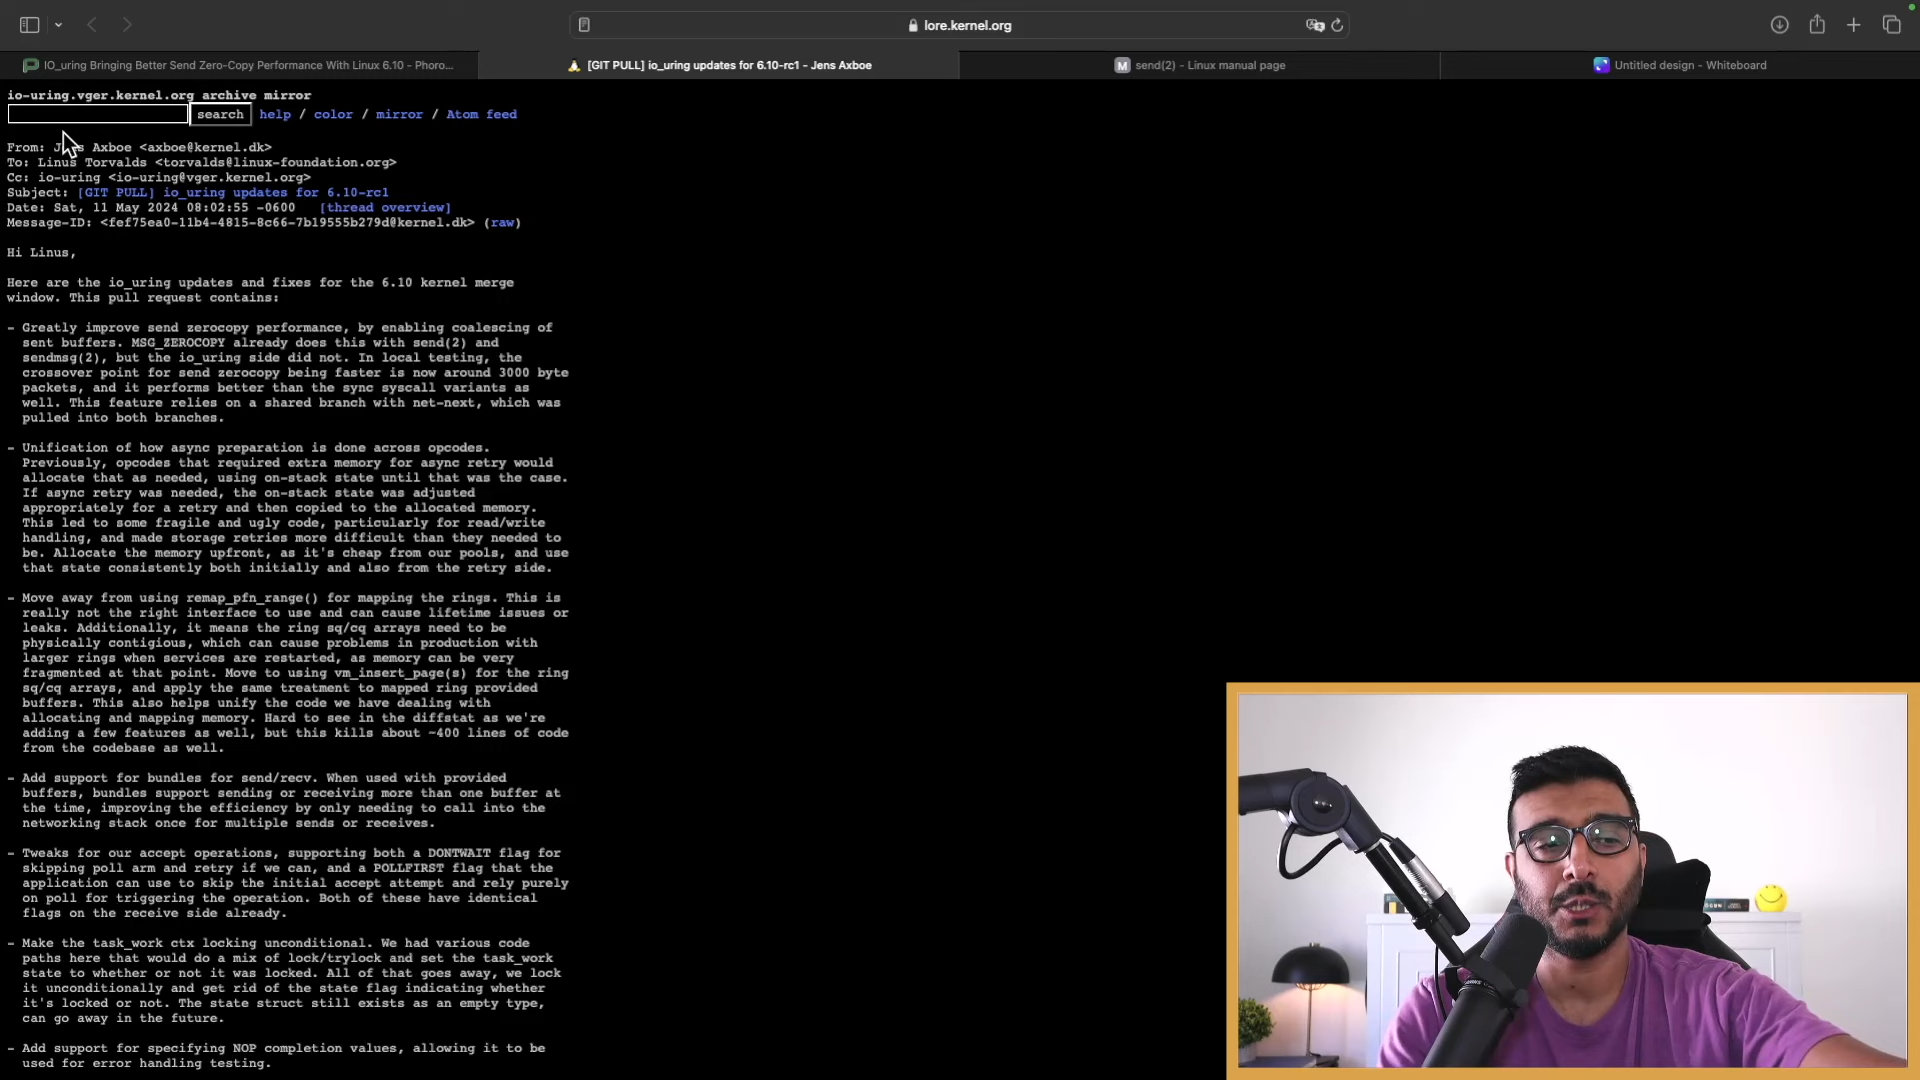 lore.kernel.org
IO_uring Bringing Better Send Zero-Copy Performance With Linux 6.10 - Phoro...
[GIT PULL] io_uring updates for 6.10-rc1 - Jens Axboe
M
send(2) - Linux manual page
Untitled design - Whiteboard
io-uring.vger.kernel.org archive mirror
search help / color / mirror / Atom feed
From: Axboe <axboe@kernel.dk>
To: Linus Torvalds <torvalds@linux-foundation.org>
Cc: io-uring <io-uring@vger.kernel.org>
Subject: [GIT PULL] io_uring updates for 6.10-rc1
Date: Sat, 11 May 2024 08:02:55 -0600 [thread overview]
Message-ID: <fef75ea0-11b4-4815-8c66-7b19555b279d@kernel.dk> (raw)
Hi Linus,
Here are the io_uring updates and fixes for the 6.10 kernel merge
window. This pull request contains:
- Greatly improve send zerocopy performance, by enabling coalescing of
sent buffers. MSG_ZEROCOPY already does this with send(2) and
sendmsg(2), but the io_uring side did not. In local testing, the
crossover point for send zerocopy being faster is now around 3000 byte
packets, and it performs better than the sync syscall variants as
well. This feature relies on a shared branch with net-next, which was
pulled into both branches.
- Unification of how async preparation is done across opcodes.
Previously, opcodes that required extra memory for async retry would
allocate that as needed, using on-stack state until that was the case.
If async retry was needed, the on-stack state was adjusted
appropriately for a retry and then copied to the allocated memory.
This led to some fragile and ugly code, particularly for read/write
handling, and made storage retries more difficult than they needed to
be. Allocate the memory upfront, as it's cheap from our pools, and use
that state consistently both initially and also from the retry side.
- Move away from using remap_pfn_range() for mapping the rings. This is
really not the right interface to use and can cause lifetime issues or
leaks. Additionally, it means the ring sq/cq arrays need to be
physically contigious, which can cause problems in production with
larger rings when services are restarted, as memory can be very
fragmented at that point. Move to using vm_insert_page(s) for the ring
sq/cq arrays, and apply the same treatment to mapped ring provided
buffers. This also helps unify the code we have dealing with
allocating and mapping memory. Hard to see in the diffstat as we're
adding a few features as well, but this kills about ~400 lines of code
from the codebase as well.
- Add support for bundles for send/recv. When used with provided
buffers, bundles support sending or receiving more than one buffer at
the time, improving the efficiency by only needing to call into the
networking stack once for multiple sends or receives.
- Tweaks for our accept operations, supporting both a DONTWAIT flag for
skipping poll arm and retry if we can, and a POLLFIRST flag that the
application can use to skip the initial accept attempt and rely purely
on poll for triggering the operation. Both of these have identical
flags on the receive side already.
- Make the task_work ctx locking unconditional. We had various code
paths here that would do a mix of lock/trylock and set the task_work
state to whether or not it was locked. All of that goes away, we lock
it unconditionally and get rid of the state flag indicating whether
it's locked or not. The state struct still exists as an empty type,
can go away in the future.
- Add support for specifying NOP completion values, allowing it to be
used for error handling testing.